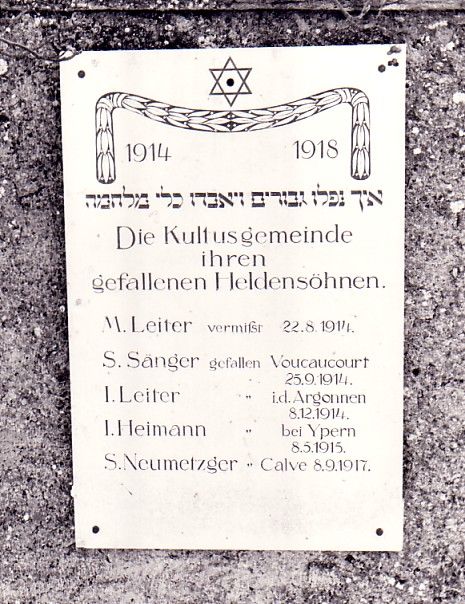 1914 1918
איך נפלו גבורים ויאבדו כלי מלחמה
Die Kultusgemeinde
ihren
gefallenen Heldensöhnen.
M. Leiter vermißt 22.8.1914.
S. Sänger gefallen Voucaucourt
25.9.1914.
I. Leiter " i.d. Argonnen
8.12.1914.
I. Heimann " bei Ypern
8.5.1915.
S. Neumetzger " Calve 8.9.1917.